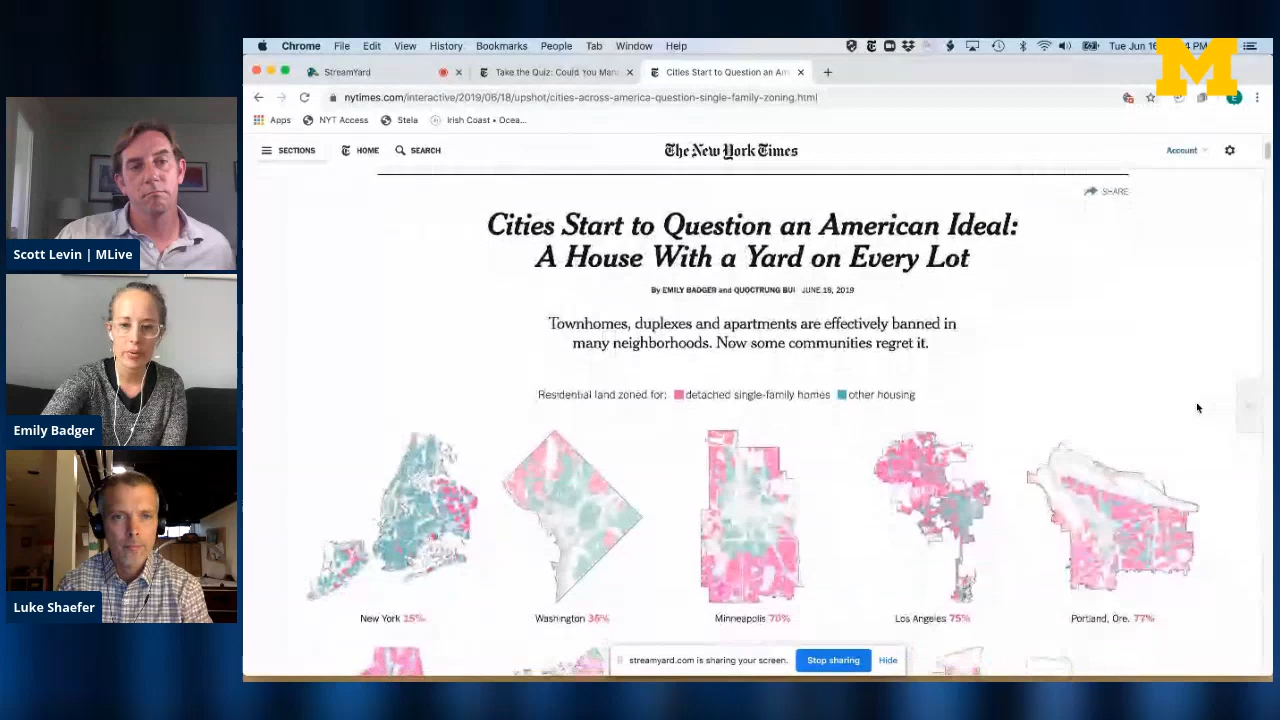 Chrome File Edit View History Bookmarks People Tab Window Help
Tue Jun 16
M
StreamYard
Take the Quiz: Could You Man
Cities Start to Question an Am
nytimes.com/interactive/2019/06/18/upshot/cities-across-america-question-single-family-zoning.html
Apps NYT Access Stela Irish Coast • Ocea...
SECTIONS HOME SEARCH
The New York Times
Account
SHARE
Cities Start to Question an American Ideal:
A House With a Yard on Every Lot
By EMILY BADGER and QUOCTRUNG BUI JUNE 18, 2019
Townhomes, duplexes and apartments are effectively banned in
many neighborhoods. Now some communities regret it.
Residential land zoned for: detached single-family homes other housing
New York 15%
Washington 36%
Minneapolis 70%
Los Angeles 75%
Portland, Ore. 77%
streamyard.com is sharing your screen. Stop sharing Hide
Scott Levin | MLive
Emily Badger
Luke Shaefer